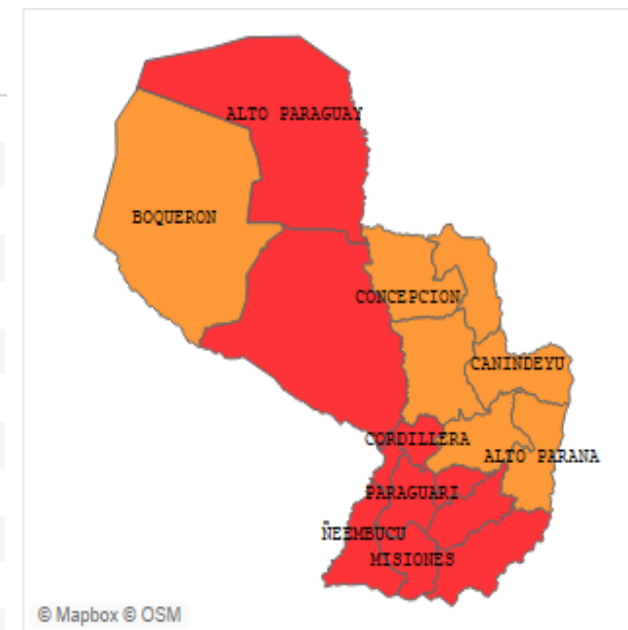 ALTO PARAGUAY
BOQUERON
CONCEPCION
CANINDEYU
CORDILLERA
ALTO PARANA
PARAGUARI
ÑEEMBUCU
MISIONES
© Mapbox © OSM